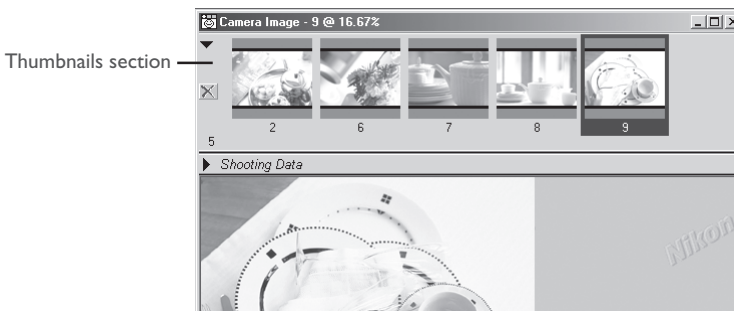 Camera Image - 9 @ 16.67%
Thumbnails section
2 6 7 8 9
5
Shooting Data
Nikon